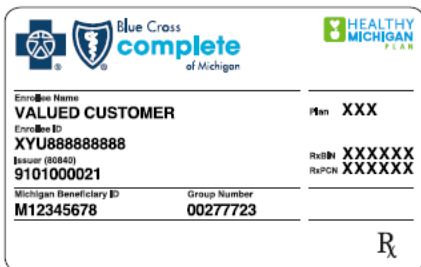 Blue Cross
complete
of Michigan
HEALTHY
MICHIGAN
PLAN
Enrollee Name
VALUED CUSTOMER
Plan XXX
Enrollee ID
XYU888888888
Issuer (80840)
9101000021
RxBIN XXXXXX
RxPCN XXXXXX
Michigan Beneficiary ID Group Number
M12345678 00277723
Rx